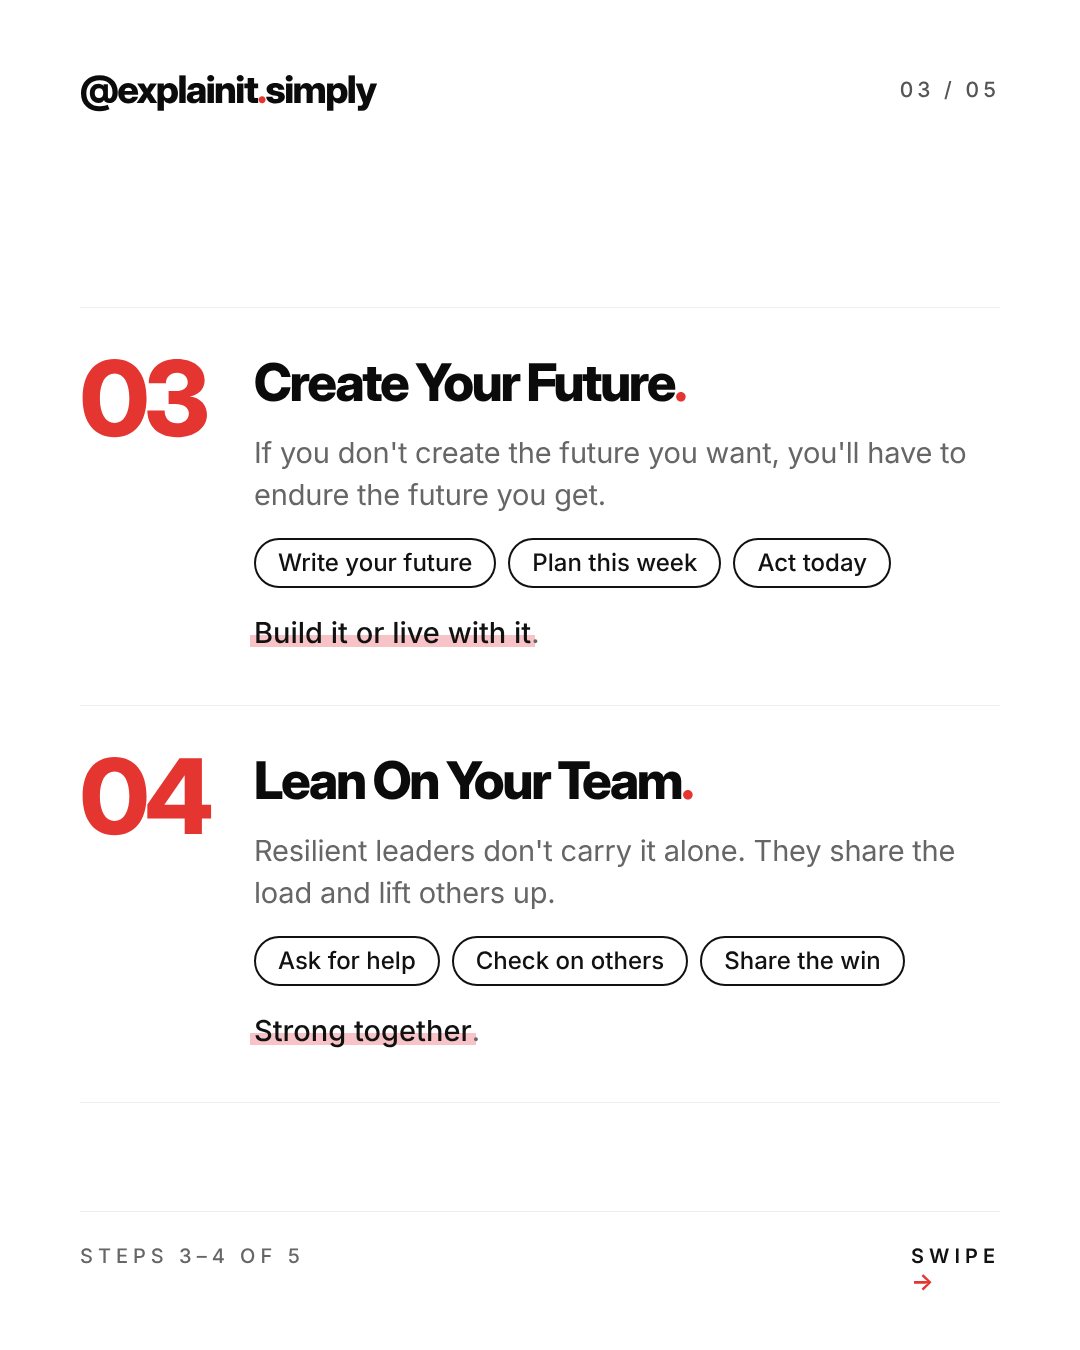 @explainit.simply
03 / 05
03
Create Your Future.
If you don't create the future you want, you'll have to
endure the future you get.
Write your future
Plan this week
Act today
Build it or live with it.
04
Lean On Your Team.
Resilient leaders don't carry it alone. They share the
load and lift others up.
Ask for help
Check on others
Share the win
Strong together.
STEPS 3–4 OF 5
SWIPE
→